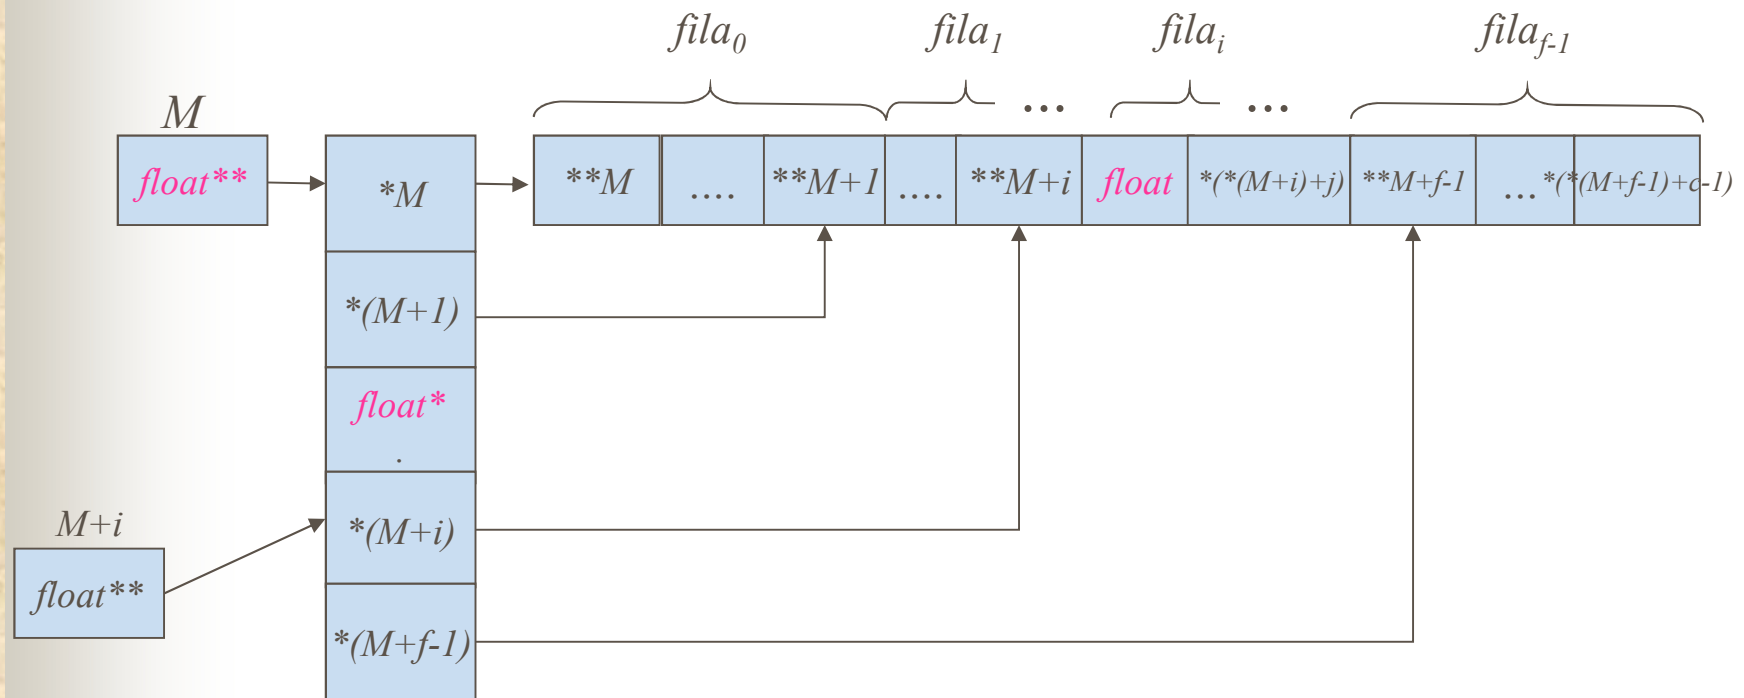 fila0 fila1 filai filaf-1
… …
M
float** *M **M .... **M+1 .... **M+i float *(*(M+i)+j) **M+f-1 … *(*(M+f-1)+c-1)
*(M+1)
float*
.
M+i
*(M+i)
float**
*(M+f-1)